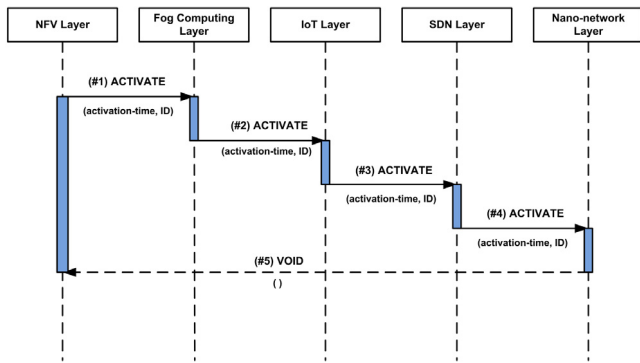 NFV Layer
Fog Computing
Layer
IoT Layer
SDN Layer
Nano-network
Layer
(#1) ACTIVATE
(activation-time, ID)
(#2) ACTIVATE
(activation-time, ID)
(#3) ACTIVATE
(activation-time, ID)
(#4) ACTIVATE
(activation-time, ID)
(#5) VOID
( )